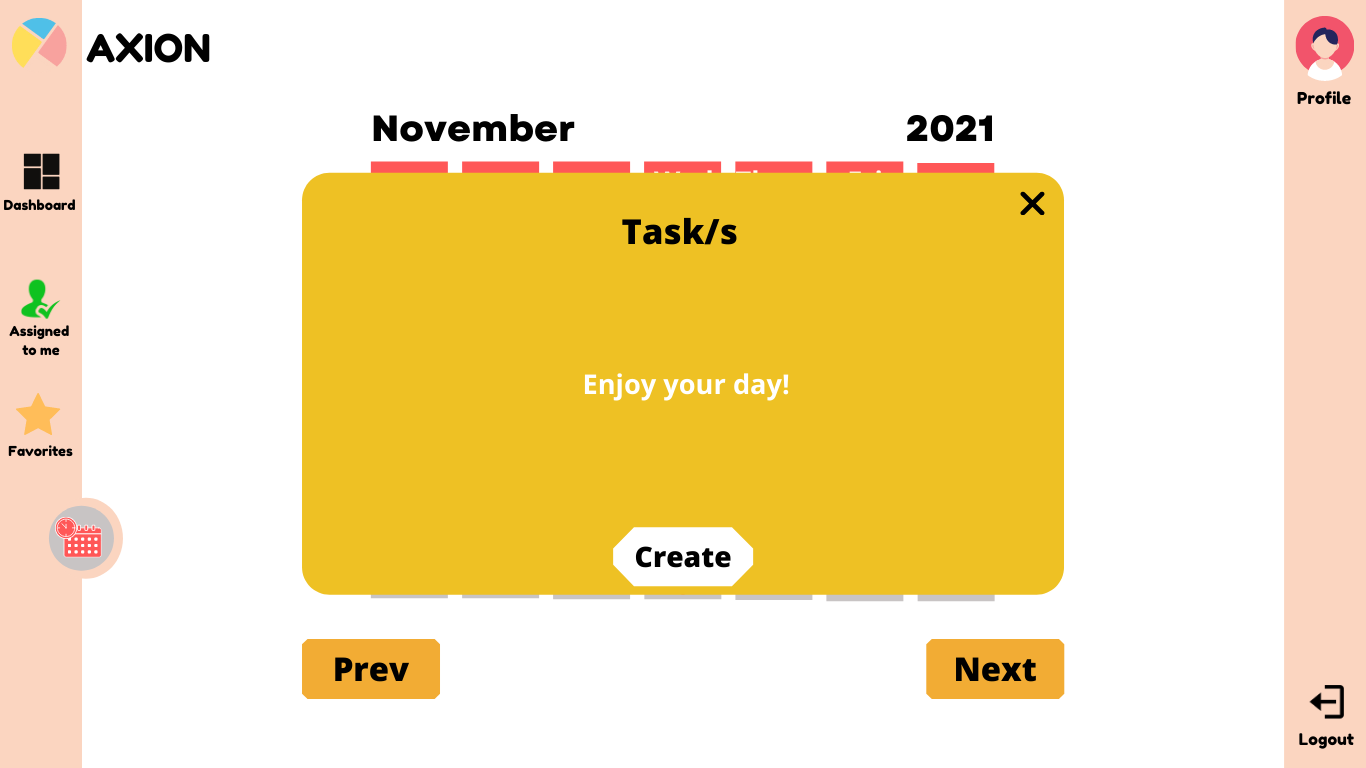 AXION
Profile
November 2021
Dashboard
Task/s
Assigned
to me
Enjoy your day!
Favorites
Create
Prev
Next
Logout